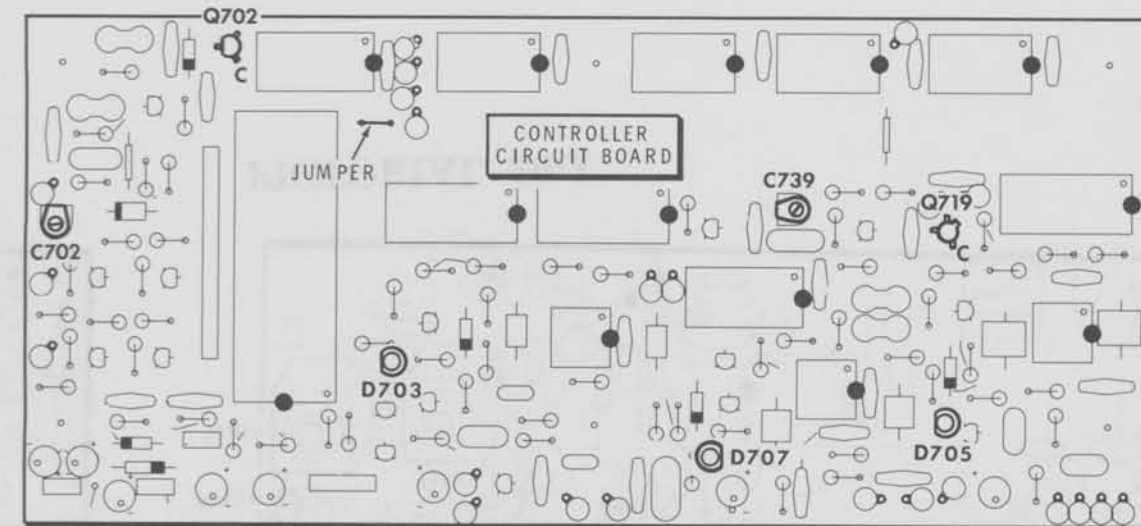 Q702
C
JUMPER
CONTROLLER
CIRCUIT BOARD
C739
Q719
C
C702
D703
D707
D705